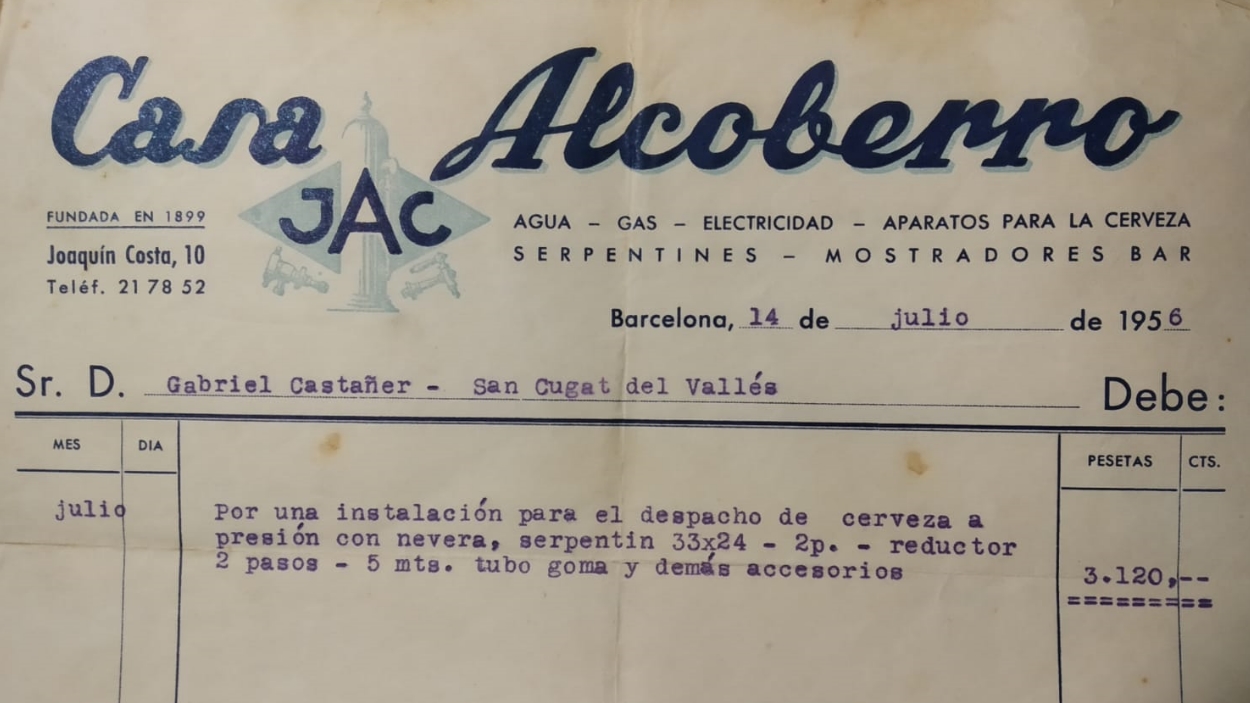 Casa Alcoberro
JAC
FUNDADA EN 1899
Joaquín Costa, 10
Teléf. 21 78 52
AGUA – GAS – ELECTRICIDAD – APARATOS PARA LA CERVEZA
SERPENTINES – MOSTRADORES BAR
Barcelona, 14 de julio de 1956
Sr. D. Gabriel Castañer - San Cugat del Vallés Debe:
MES DIA PESETAS CTS.
julio
Por una instalación para el despacho de cerveza a
presión con nevera, serpentin 33x24 - 2p. - reductor
2 pasos - 5 mts. tubo goma y demás accesorios
3.120,--
=========